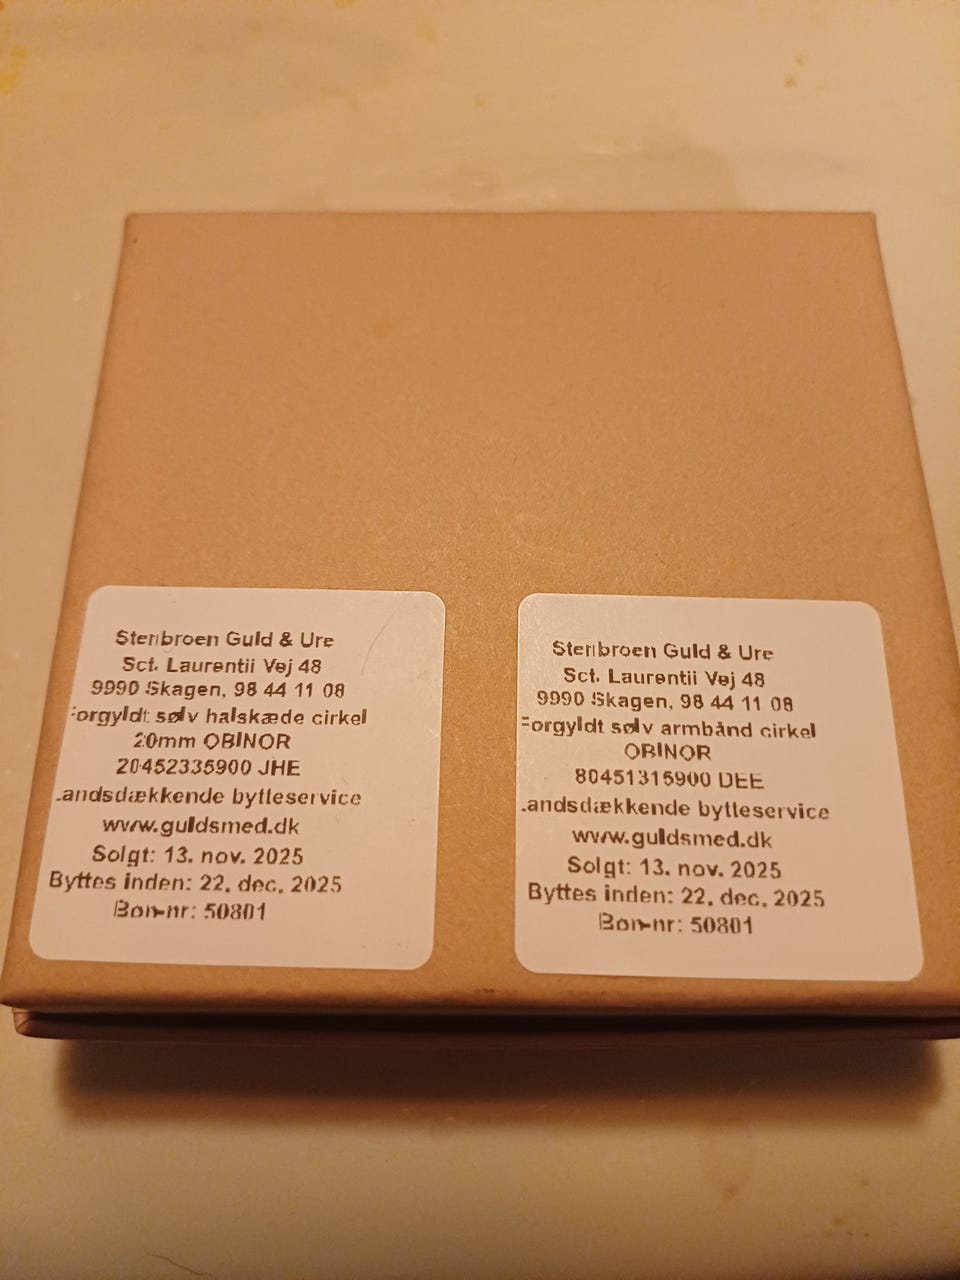 Stenbroen Guld & Ure
Sct. Laurentii Vej 48
9990 Skagen, 98 44 11 08
Forgyldt sølv halskæde cirkel
20mm OBINOR
20452335900 JHE
Landsdækkende bytteservice
www.guldsmed.dk
Solgt: 13. nov. 2025
Byttes inden: 22. dec. 2025
Bon-nr: 50801
Stenbroen Guld & Ure
Sct. Laurentii Vej 48
9990 Skagen, 98 44 11 08
Forgyldt sølv armbånd cirkel
OBINOR
80451315900 DEE
Landsdækkende bytteservice
www.guldsmed.dk
Solgt: 13. nov. 2025
Byttes inden: 22. dec. 2025
Bon-nr: 50801